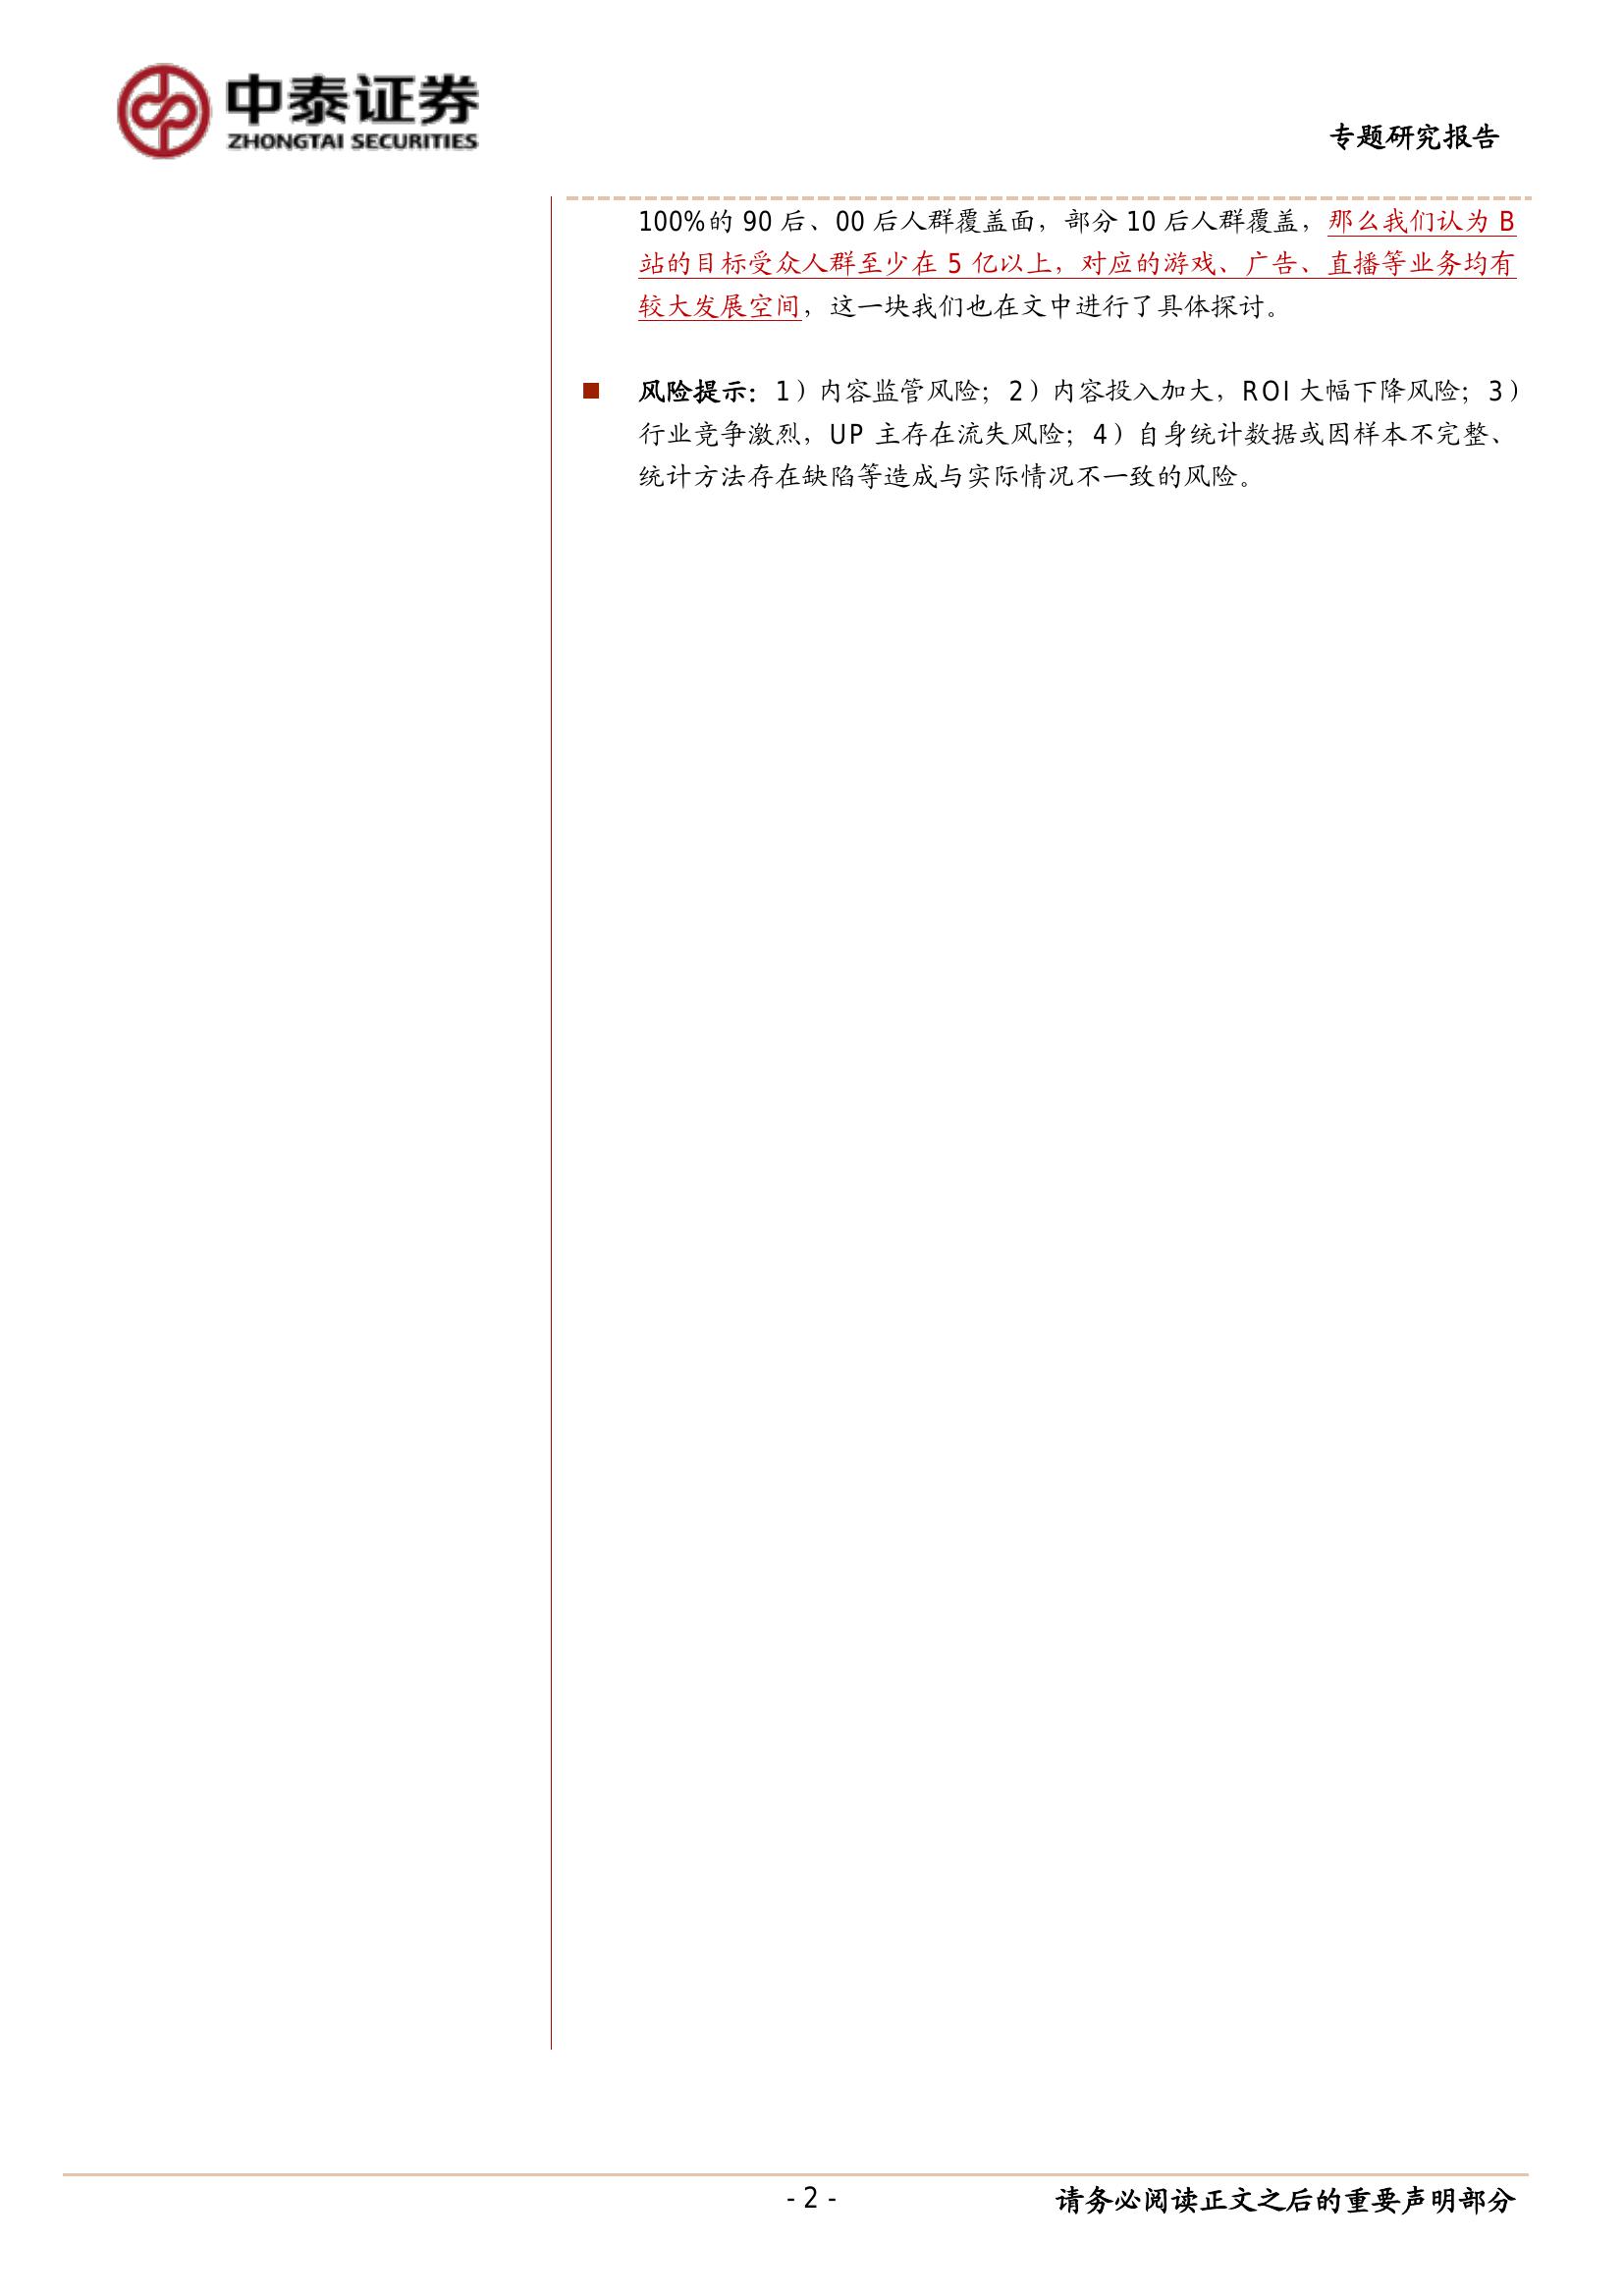 中泰证券
ZHONGTAI SECURITIES
专题研究报告
100%的 90 后、00 后人群覆盖面，部分 10 后人群覆盖，那么我们认为 B
站的目标受众人群至少在 5 亿以上，对应的游戏、广告、直播等业务均有
较大发展空间，这一块我们也在文中进行了具体探讨。
■ 风险提示：1）内容监管风险；2）内容投入加大，ROI 大幅下降风险；3）
行业竞争激烈，UP 主存在流失风险；4）自身统计数据或因样本不完整、
统计方法存在缺陷等造成与实际情况不一致的风险。
- 2 -
请务必阅读正文之后的重要声明部分